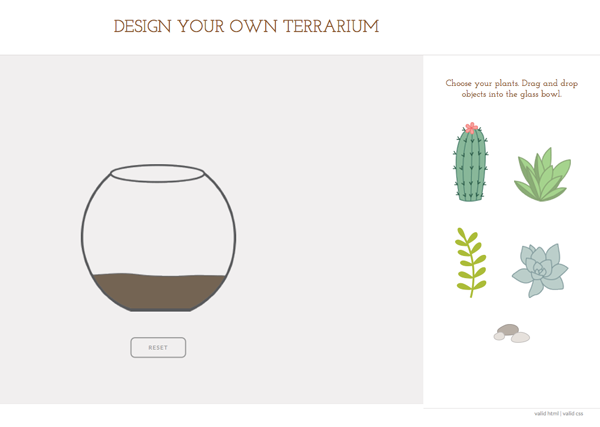 DESIGN YOUR OWN TERRARIUM
Choose your plants. Drag and drop
objects into the glass bowl.
RESET
valid html | valid css